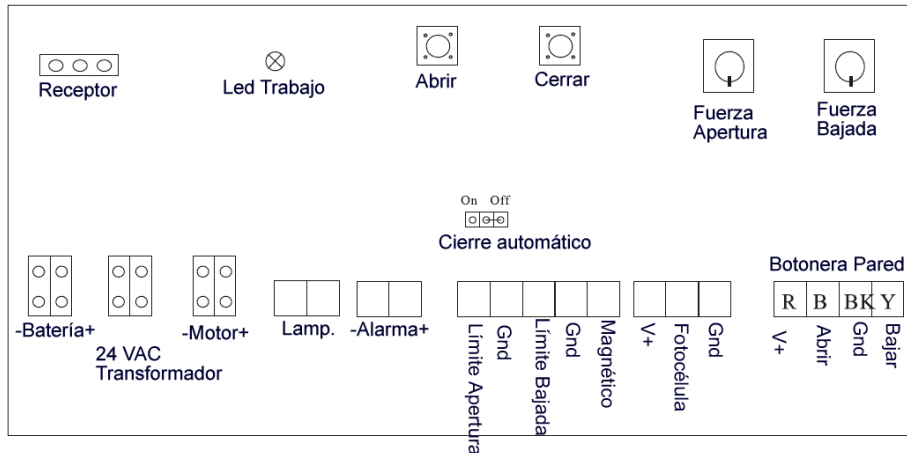 Receptor
Led Trabajo
Abrir
Cerrar
Fuerza
Apertura
Fuerza
Bajada
On Off
Cierre automático
Botonera Pared
R B BK Y
-Batería+
24 VAC
Transformador
-Motor+
Lamp.
-Alarma+
Límite Apertura
Gnd
Límite Bajada
Gnd
Magnético
V+
Fotocélula
Gnd
V+
Abrir
Gnd
Bajar